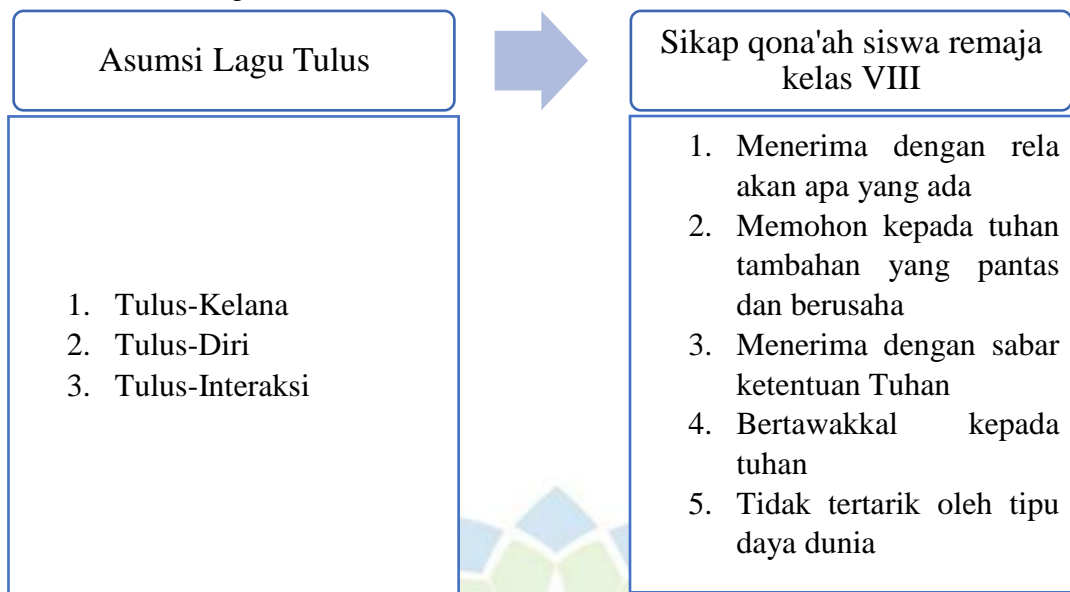 Asumsi Lagu Tulus
Sikap qona'ah siswa remaja
kelas VIII
1. Tulus-Kelana
2. Tulus-Diri
3. Tulus-Interaksi
1. Menerima dengan rela
akan apa yang ada
2. Memohon kepada tuhan
tambahan yang pantas
dan berusaha
3. Menerima dengan sabar
ketentuan Tuhan
4. Bertawakkal kepada
tuhan
5. Tidak tertarik oleh tipu
daya dunia